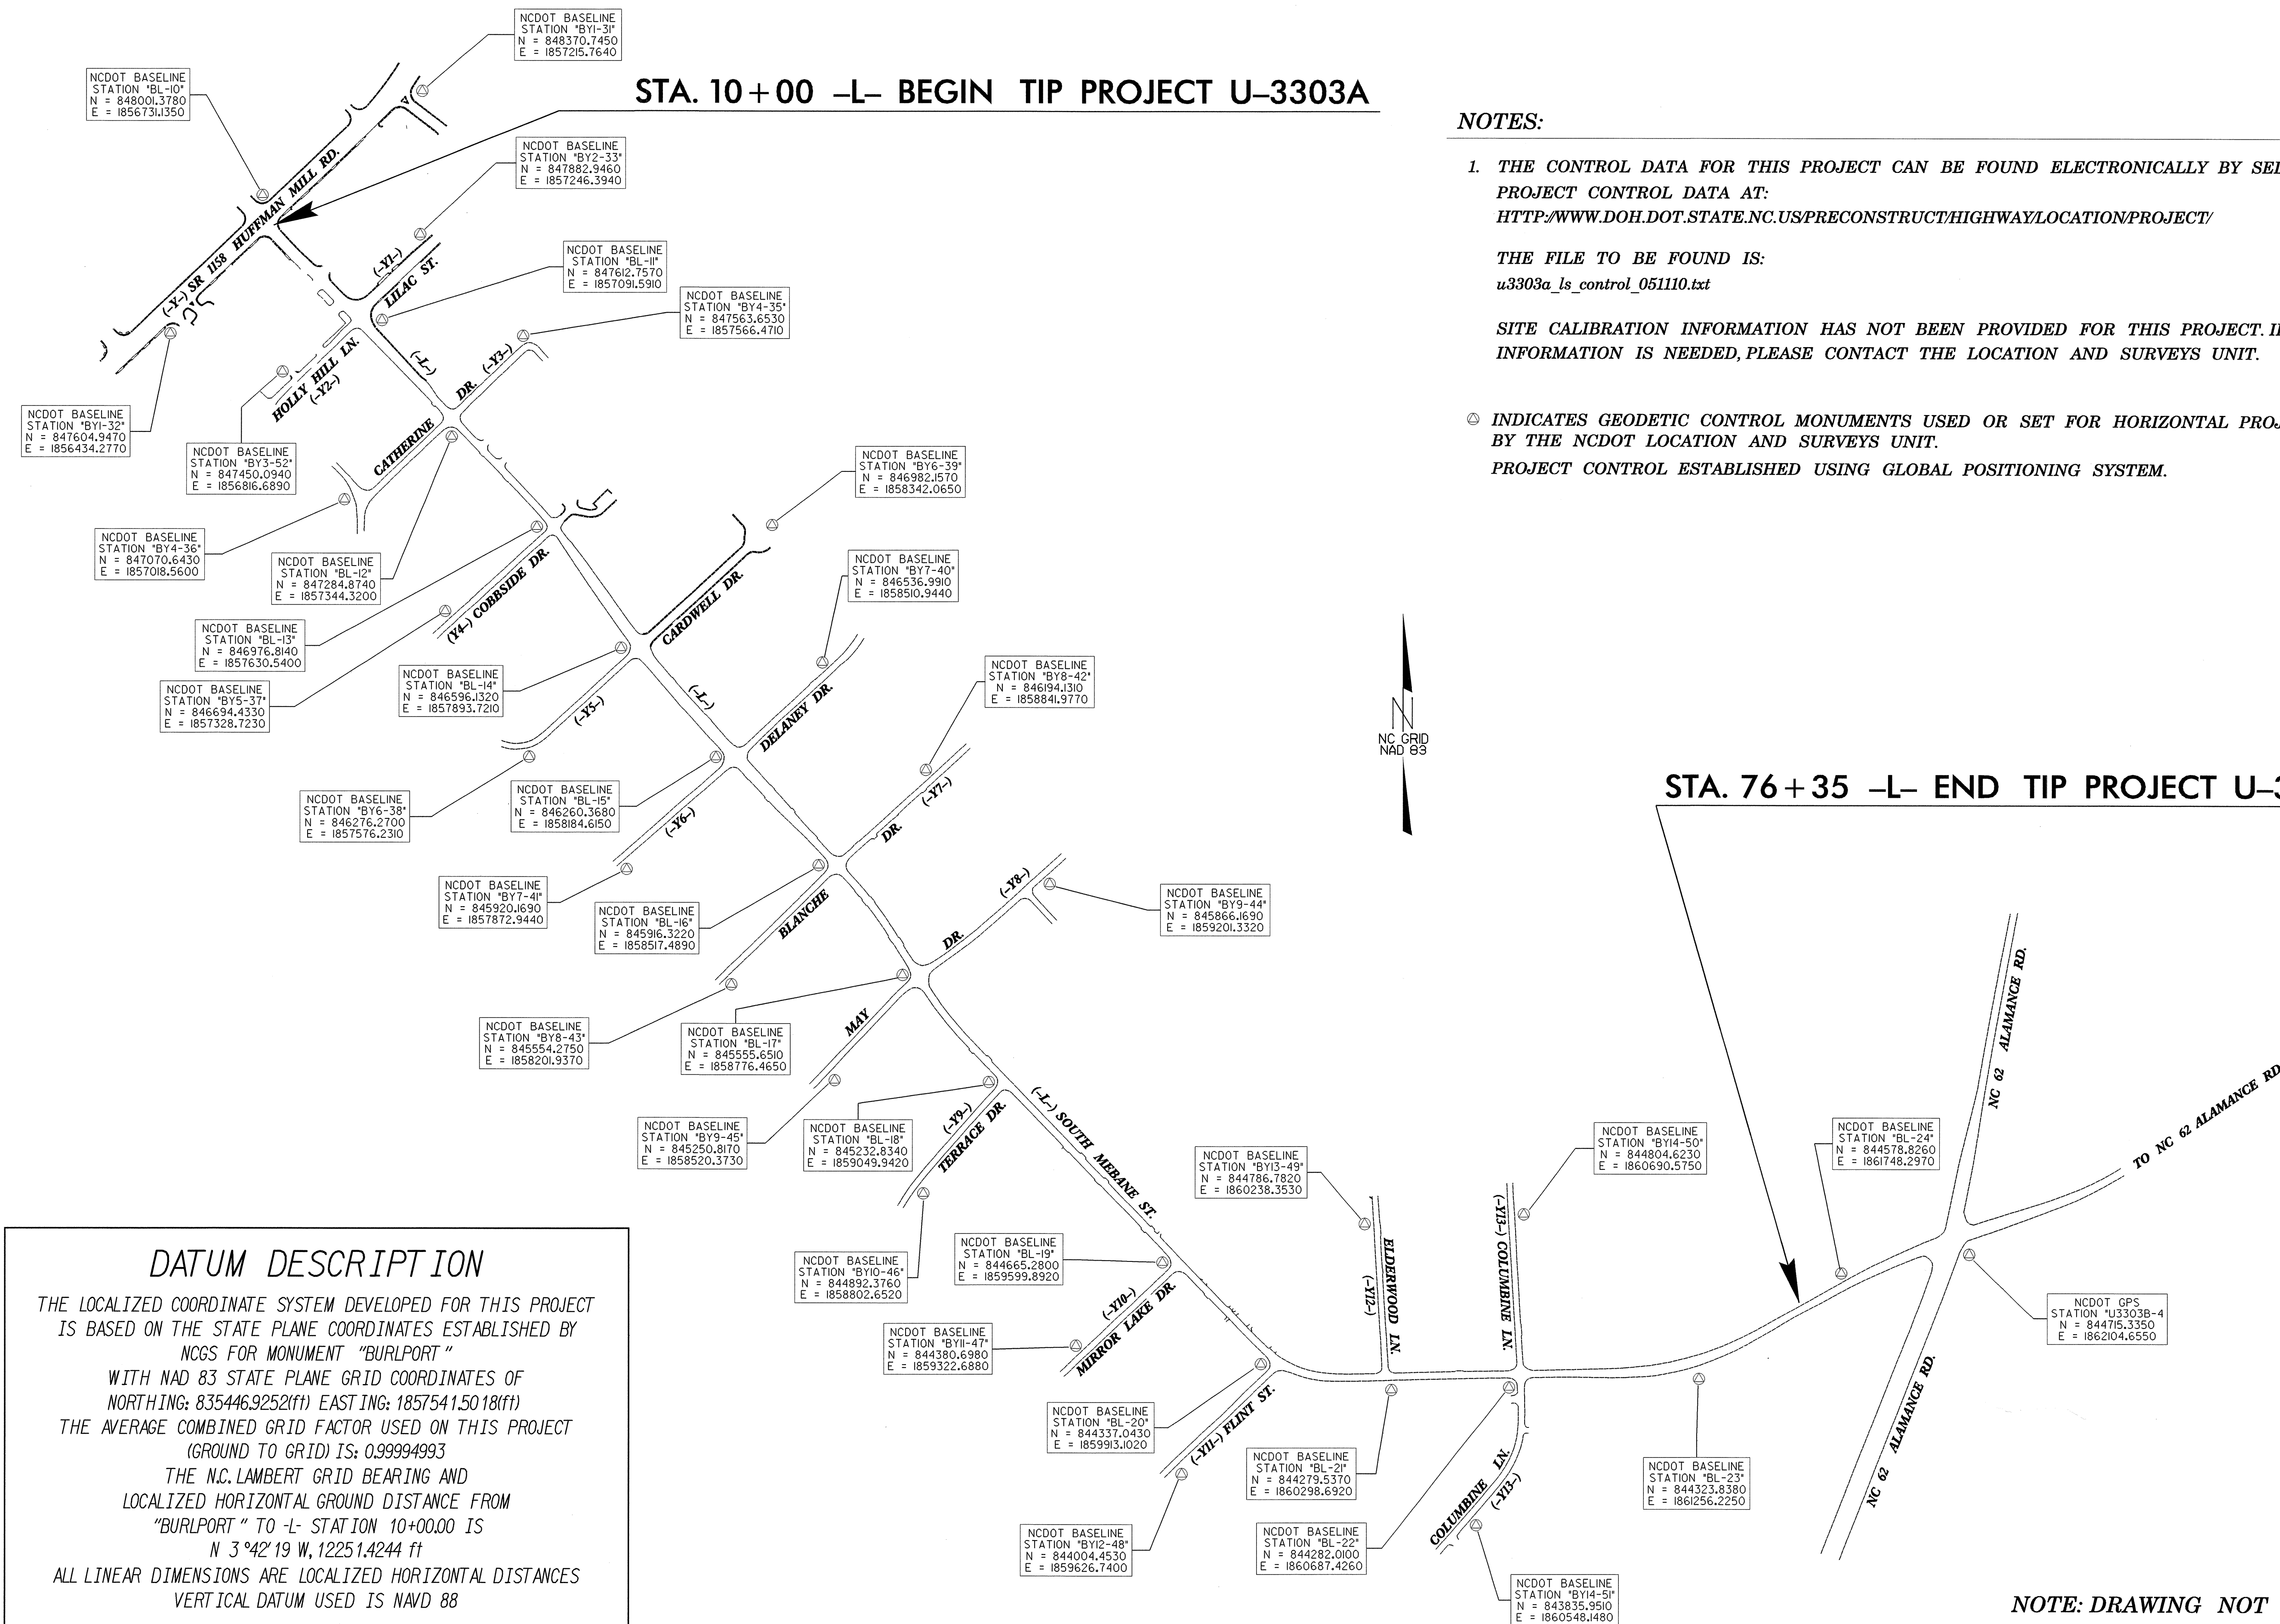 NCDOT BASELINE
STATION "BY1-31"
N = 848370.7450
E = 1857215.7640
NCDOT BASELINE
STATION "BL-10"
N = 848001.3780
E = 1856731.1350
STA. 10+00 –L– BEGIN TIP PROJECT U–3303A
NOTES:
1. THE CONTROL DATA FOR THIS PROJECT CAN BE FOUND ELECTRONICALLY BY
PROJECT CONTROL DATA AT:
HTTP:/WWW.DOH.DOT.STATE.NC.US/PRECONSTRUCT/HIGHWAY/LOCATION/PROJECT/
THE FILE TO BE FOUND IS:
u3303a_ls_control_051110.txt
SITE CALIBRATION INFORMATION HAS NOT BEEN PROVIDED FOR THIS PROJECT.
INFORMATION IS NEEDED, PLEASE CONTACT THE LOCATION AND SURVEYS UNIT.
INDICATES GEODETIC CONTROL MONUMENTS USED OR SET FOR HORIZONTAL
BY THE NCDOT LOCATION AND SURVEYS UNIT.
PROJECT CONTROL ESTABLISHED USING GLOBAL POSITIONING SYSTEM.
NCDOT BASELINE
STATION "BY2-33"
N = 847882.9460
E = 1857246.3940
(-Y-) SR 1158 HUFFMAN MILL RD.
NCDOT BASELINE
STATION "BL-11"
N = 847612.7570
E = 1857091.5910
(-Y1-)
LILAC ST.
NCDOT BASELINE
STATION "BY4-35"
N = 847563.6530
E = 1857566.4710
HOLLY HILL LN.
(-Y2-)
(-L-)
CATHERINE DR. (-Y3-)
NCDOT BASELINE
STATION "BY1-32"
N = 847604.9470
E = 1856434.2770
NCDOT BASELINE
STATION "BY3-52"
N = 847450.0940
E = 1856816.6890
NCDOT BASELINE
STATION "BY6-39"
N = 846982.1570
E = 1858342.0650
NCDOT BASELINE
STATION "BY4-36"
N = 847070.6430
E = 1857018.5600
NCDOT BASELINE
STATION "BL-12"
N = 847284.8740
E = 1857344.3200
(Y4-) COBBSIDE DR.
CARDWELL DR.
NCDOT BASELINE
STATION "BY7-40"
N = 846536.9910
E = 1858510.9440
NCDOT BASELINE
STATION "BL-13"
N = 846976.8140
E = 1857630.5400
NCDOT BASELINE
STATION "BL-14"
N = 846596.1320
E = 1857893.7210
NCDOT BASELINE
STATION "BY5-37"
N = 846694.4330
E = 1857328.7230
(-Y5-)
(-L-)
DELANEY DR.
NCDOT BASELINE
STATION "BY8-42"
N = 846194.1310
E = 1858841.9770
N
NC GRID
NAD 83
STA. 76+35 –L– END TIP PROJECT
NCDOT BASELINE
STATION "BY6-38"
N = 846276.2700
E = 1857576.2310
NCDOT BASELINE
STATION "BL-15"
N = 846260.3680
E = 1858184.6150
(-Y6-)
BLANCHE DR. (-Y7-)
NCDOT BASELINE
STATION "BY7-41"
N = 845920.1690
E = 1857872.9440
NCDOT BASELINE
STATION "BL-16"
N = 845916.3220
E = 1858517.4890
MAY DR. (-Y8-)
NCDOT BASELINE
STATION "BY9-44"
N = 845866.1690
E = 1859201.3320
NCDOT BASELINE
STATION "BY8-43"
N = 845554.2750
E = 1858201.9370
NCDOT BASELINE
STATION "BL-17"
N = 845555.6510
E = 1858776.4650
NC 62 ALAMANCE RD.
TO NC 62 ALAMANCE RD
NCDOT BASELINE
STATION "BY9-45"
N = 845250.8170
E = 1858520.3730
NCDOT BASELINE
STATION "BL-18"
N = 845232.8340
E = 1859049.9420
(-Y9-)
TERRACE DR.
(-L-) SOUTH MEBANE ST.
NCDOT BASELINE
STATION "BY13-49"
N = 844786.7820
E = 1860238.3530
NCDOT BASELINE
STATION "BY14-50"
N = 844804.6230
E = 1860690.5750
NCDOT BASELINE
STATION "BL-24"
N = 844578.8260
E = 1861748.2970
NCDOT BASELINE
STATION "BY10-46"
N = 844892.3760
E = 1858802.6520
NCDOT BASELINE
STATION "BL-19"
N = 844665.2800
E = 1859599.8920
(-Y10-)
MIRROR LAKE DR.
(-Y12-)
ELDERWOOD LN.
(-Y13-) COLUMBINE LN.
NCDOT GPS
STATION "U3303B-4
N = 844715.3350
E = 1862104.6550
NCDOT BASELINE
STATION "BY11-47"
N = 844380.6980
E = 1859322.6880
NCDOT BASELINE
STATION "BL-20"
N = 844337.0430
E = 1859913.1020
(-Y11-) FLINT ST.
NCDOT BASELINE
STATION "BL-21"
N = 844279.5370
E = 1860298.6920
COLUMBINE LN.
(-Y13-)
NCDOT BASELINE
STATION "BL-23"
N = 844323.8380
E = 1861256.2250
NC 62 ALAMANCE RD.
NCDOT BASELINE
STATION "BY12-48"
N = 844004.4530
E = 1859626.7400
NCDOT BASELINE
STATION "BL-22"
N = 844282.0100
E = 1860687.4260
NCDOT BASELINE
STATION "BY14-51"
N = 843835.9510
E = 1860548.1480
DATUM DESCRIPTION
THE LOCALIZED COORDINATE SYSTEM DEVELOPED FOR THIS PROJECT
IS BASED ON THE STATE PLANE COORDINATES ESTABLISHED BY
NCGS FOR MONUMENT "BURLPORT"
WITH NAD 83 STATE PLANE GRID COORDINATES OF
NORTHING: 835446.9252(ft) EASTING: 1857541.5018(ft)
THE AVERAGE COMBINED GRID FACTOR USED ON THIS PROJECT
(GROUND TO GRID) IS: 0.99994993
THE N.C. LAMBERT GRID BEARING AND
LOCALIZED HORIZONTAL GROUND DISTANCE FROM
"BURLPORT" TO -L- STATION 10+00.00 IS
N 3°42'19 W, 12251.4244 ft
ALL LINEAR DIMENSIONS ARE LOCALIZED HORIZONTAL DISTANCES
VERTICAL DATUM USED IS NAVD 88
NOTE: DRAWING NOT